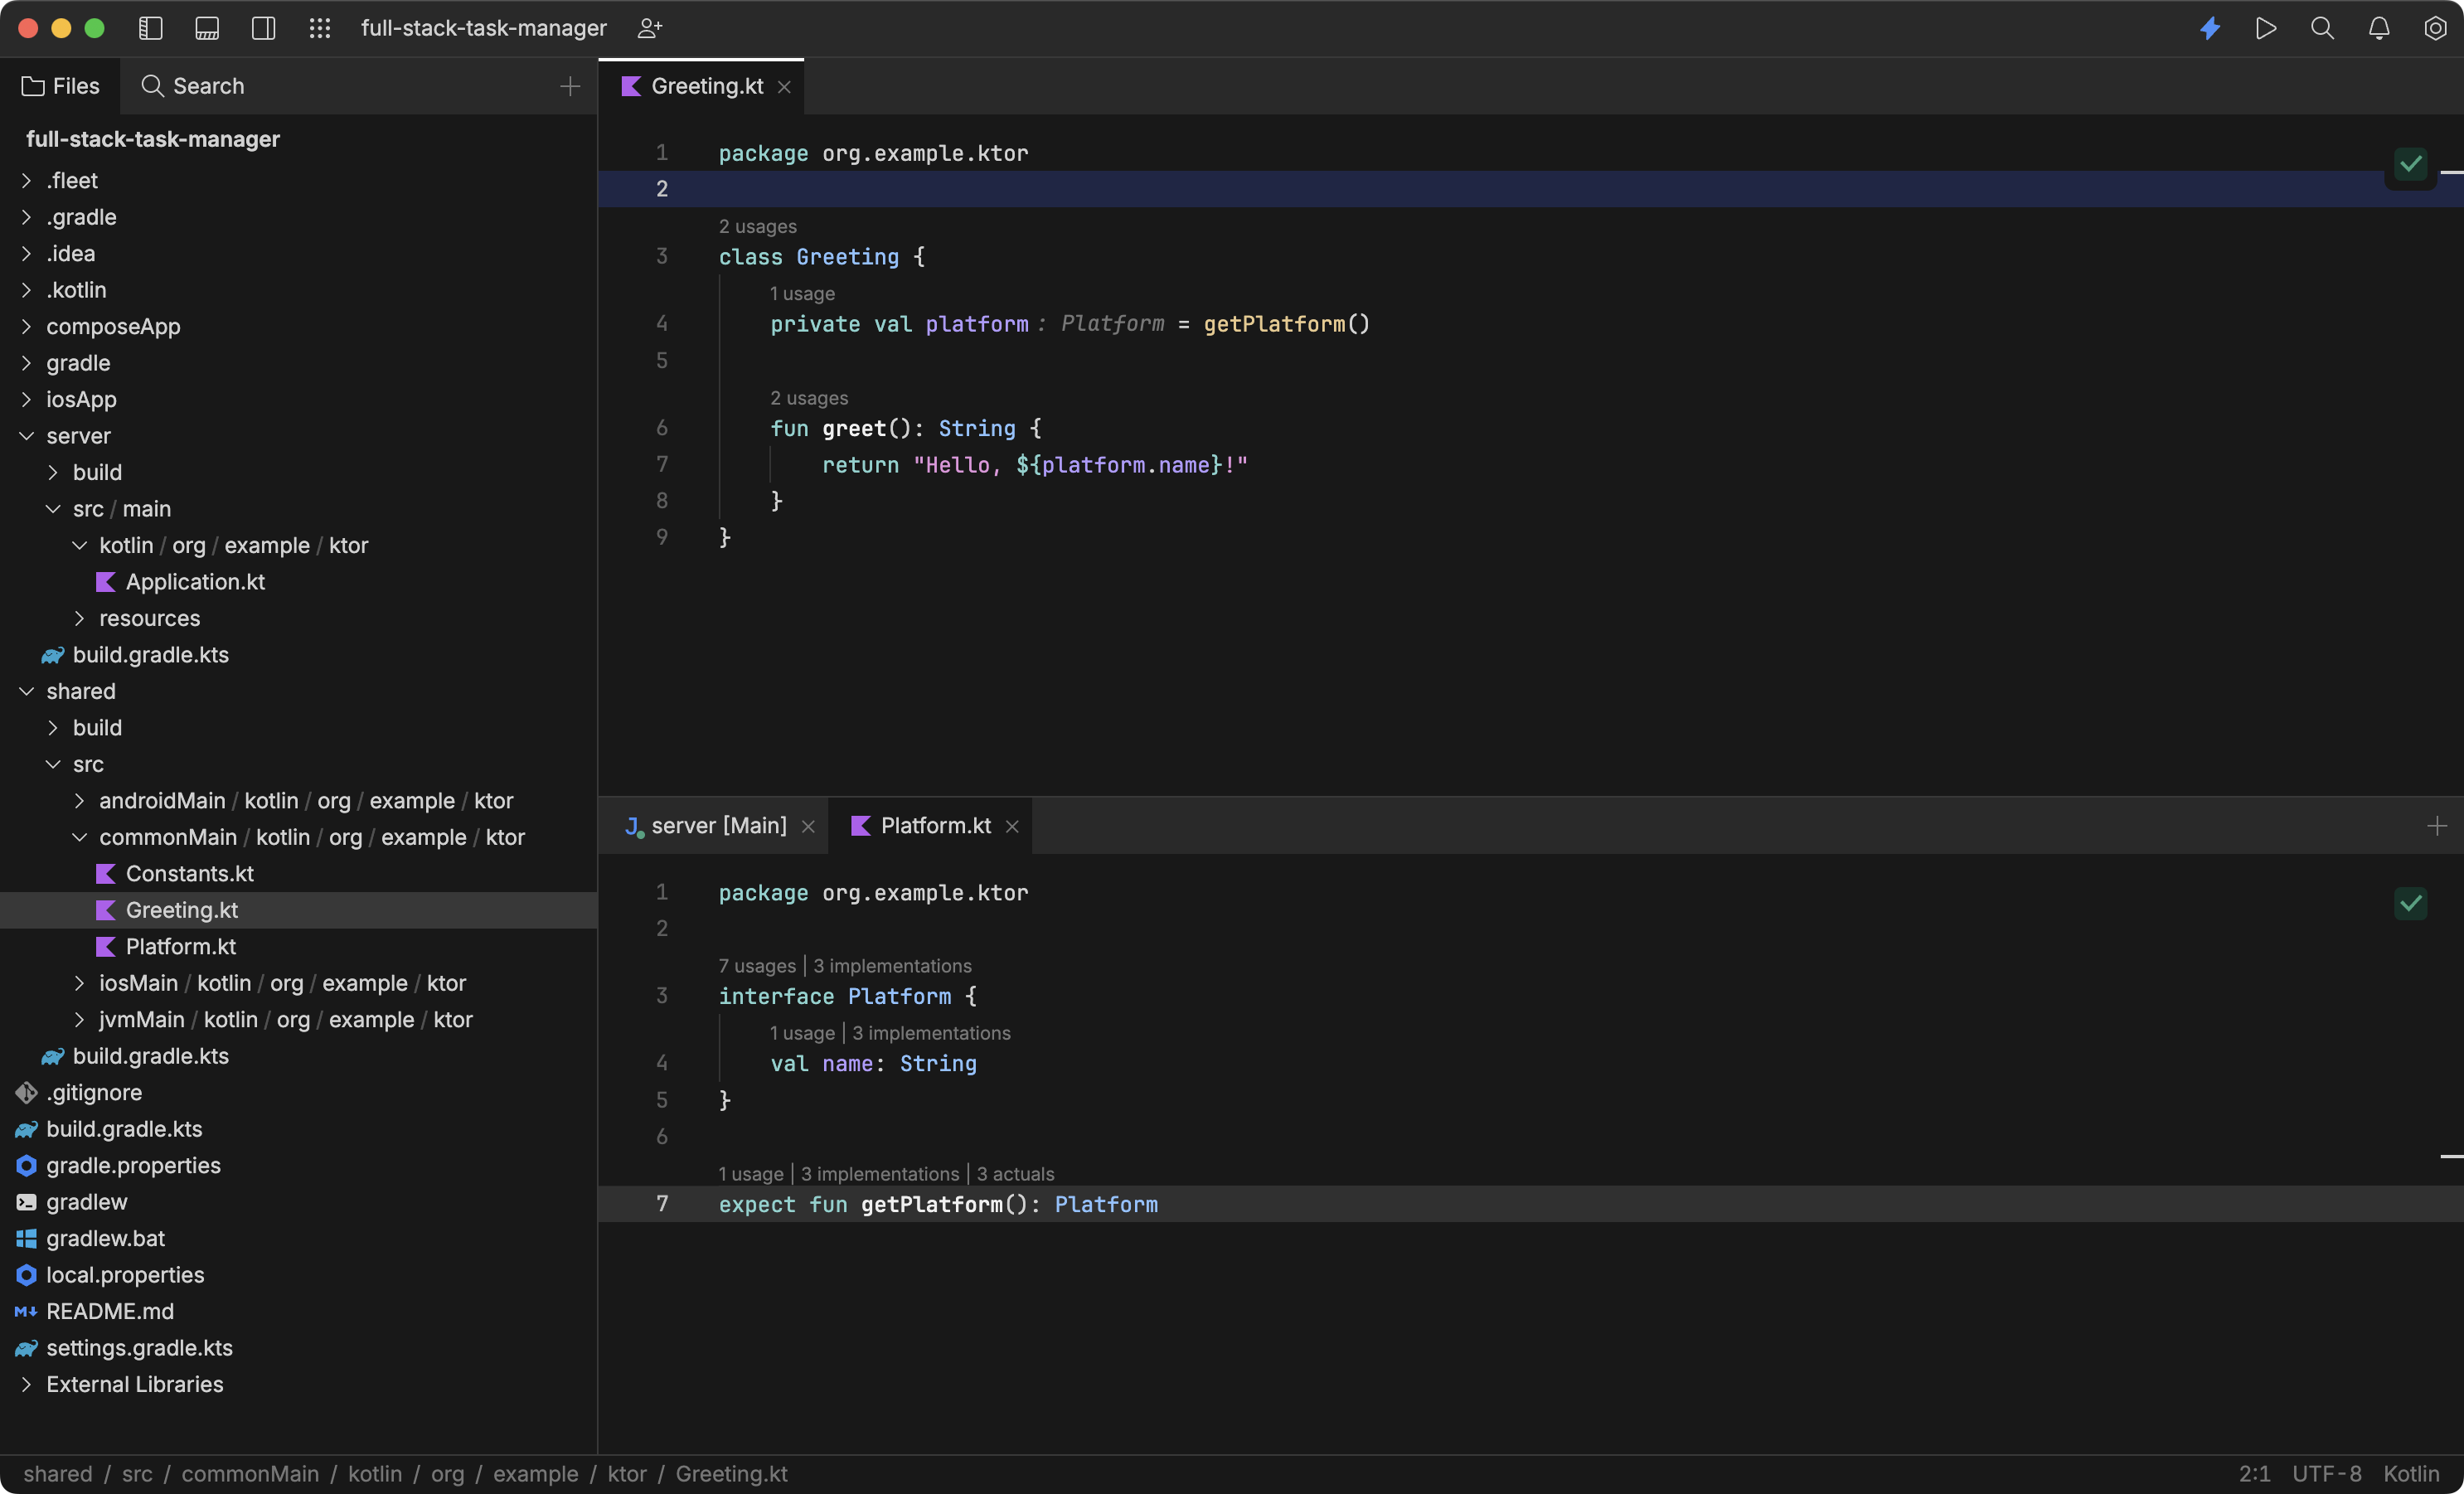 full-stack-task-manager
Files
Search
full-stack-task-manager
.fleet
.gradle
.idea
.kotlin
composeApp
gradle
iosApp
server
build
src / main
kotlin / org / example / ktor
Application.kt
resources
build.gradle.kts
shared
build
src
androidMain / kotlin / org / example / ktor
commonMain / kotlin / org / example / ktor
Constants.kt
Greeting.kt
Platform.kt
iosMain / kotlin / org / example / ktor
jvmMain / kotlin / org / example / ktor
build.gradle.kts
.gitignore
build.gradle.kts
gradle.properties
gradlew
gradlew.bat
local.properties
README.md
settings.gradle.kts
External Libraries
Greeting.kt
1 package org.example.ktor
2
2 usages
3 class Greeting {
1 usage
4 private val platform : Platform = getPlatform()
5
2 usages
6 fun greet(): String {
7 return "Hello, ${platform.name}!"
8 }
9 }
server [Main]
Platform.kt
1 package org.example.ktor
2
7 usages | 3 implementations
3 interface Platform {
1 usage | 3 implementations
4 val name: String
5 }
6
1 usage | 3 implementations | 3 actuals
7 expect fun getPlatform(): Platform
shared / src / commonMain / kotlin / org / example / ktor / Greeting.kt
2:1 UTF-8 Kotlin